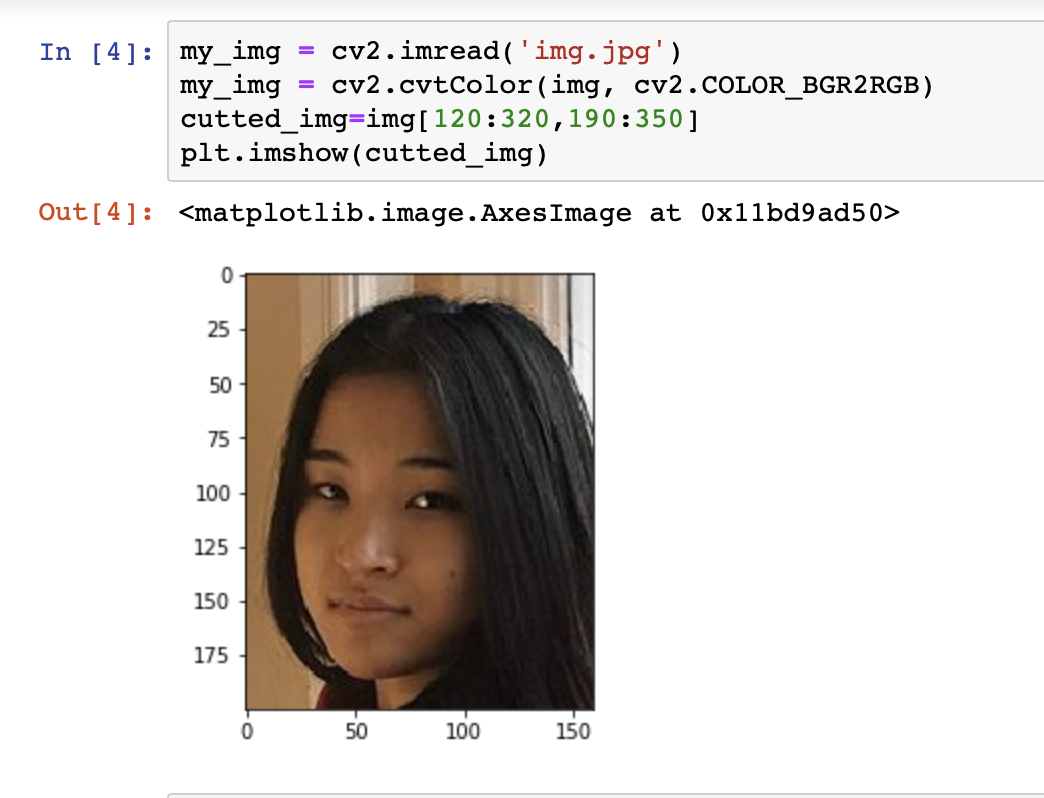 In [4]: my_img = cv2.imread('img.jpg')
my_img = cv2.cvtColor(img, cv2.COLOR_BGR2RGB)
cutted_img=img[120:320,190:350]
plt.imshow(cutted_img)
Out[4]: <matplotlib.image.AxesImage at 0x11bd9ad50>
0
25
50
75
100
125
150
175
0 50 100 150